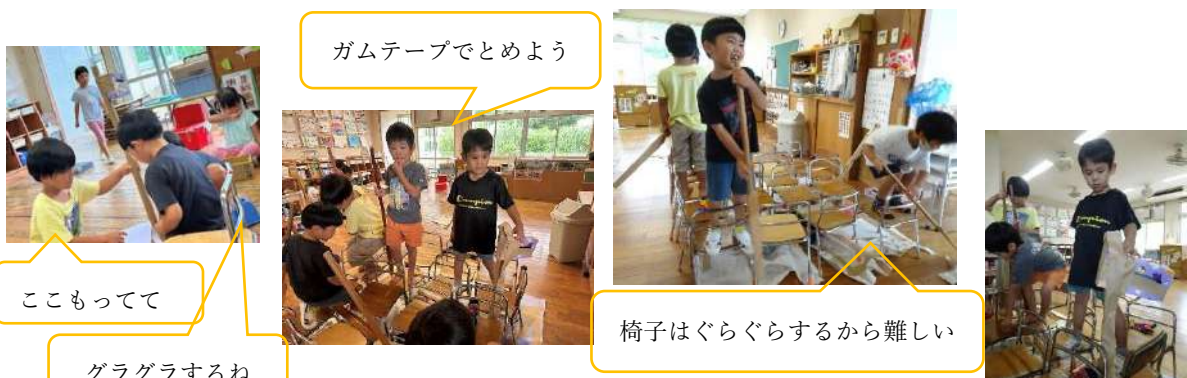 ガムテープでとめよう
ここもってて
グラグラするね
椅子はぐらぐらするから難しい
Champion